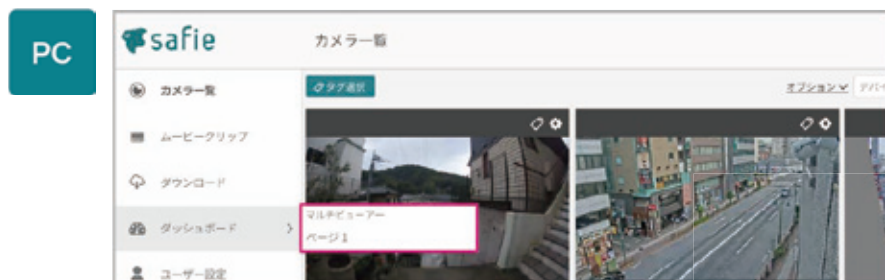 PC
safie
カメラ一覧
カメラ一覧
タグ選択
オプション
デバイ
ムービークリップ
ダウンロード
ダッシュボード
マルチビューアー
ページ 1
ユーザー設定